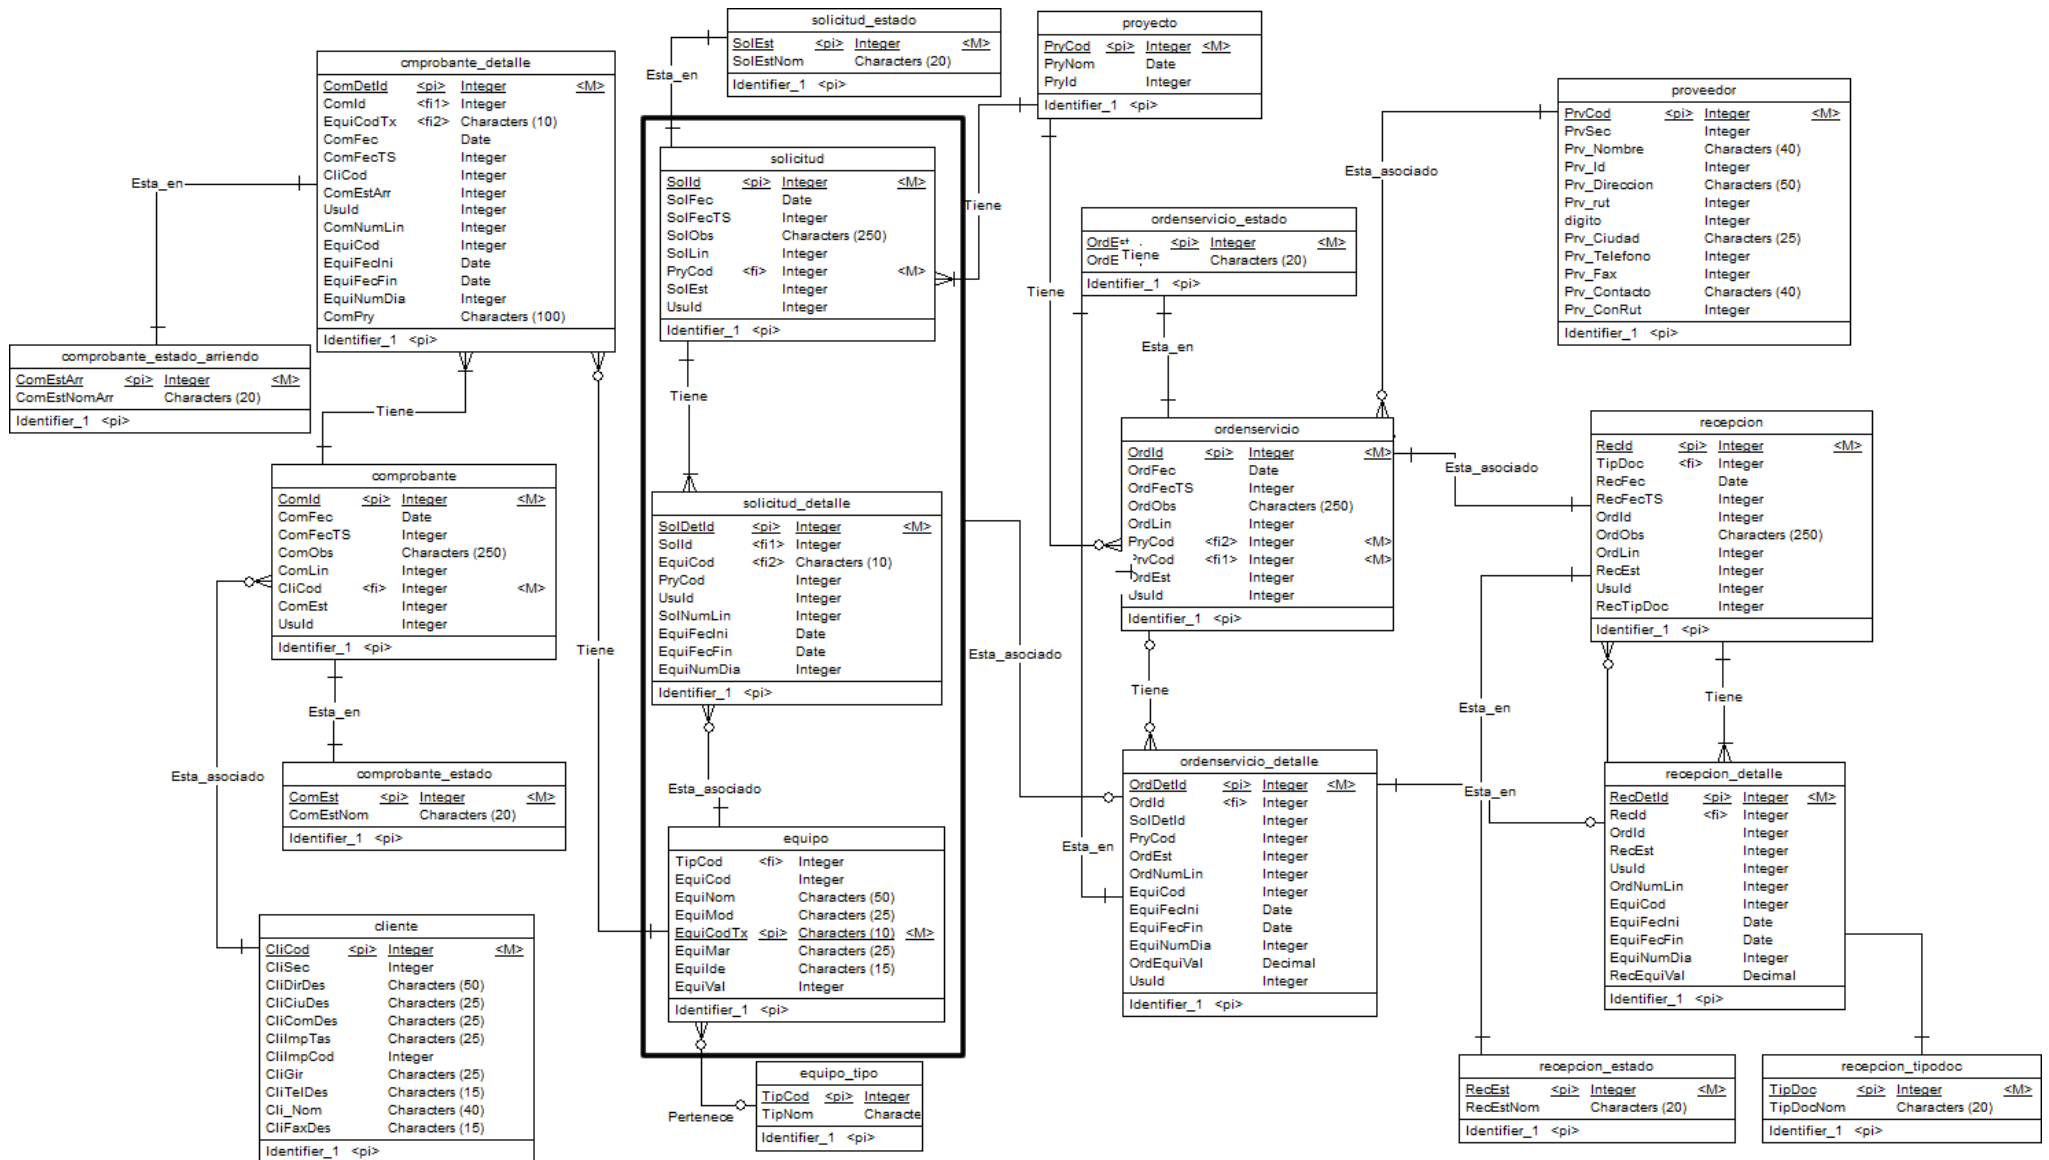 solicitud_estado
SolEst <pi> Integer <M>
SolEstNom Characters (20)
Identifier_1 <pi>
proyecto
PryCod <pi> Integer <M>
PryNom Date
PryId Integer
Identifier_1 <pi>
cmprobante_detalle
ComDetId <pi> Integer <M>
ComId <fi1> Integer
EquiCodTx <fi2> Characters (10)
ComFec Date
ComFecTS Integer
CliCod Integer
ComEstArr Integer
UsuId Integer
ComNumLin Integer
EquiCod Integer
EquiFecIni Date
EquiFecFin Date
EquiNumDia Integer
ComPry Characters (100)
Identifier_1 <pi>
Esta_en
Esta_en
proveedor
PrvCod <pi> Integer <M>
PrvSec Integer
Prv_Nombre Characters (40)
Prv_Id Integer
Prv_Direccion Characters (50)
Prv_rut Integer
digito Integer
Prv_Ciudad Characters (25)
Prv_Telefono Integer
Prv_Fax Integer
Prv_Contacto Characters (40)
Prv_ConRut Integer
Identifier_1 <pi>
solicitud
SolId <pi> Integer <M>
SolFec Date
SolFecTS Integer
SolObs Characters (250)
SolLin Integer
PryCod <fi> Integer <M>
SolEst Integer
UsuId Integer
Identifier_1 <pi>
Tiene
Esta_asociado
ordenservicio_estado
OrdEst <pi> Integer <M>
OrdE Characters (20)
Identifier_1 <pi>
Tiene
Tiene
Esta_en
comprobante_estado_arriendo
ComEstArr <pi> Integer <M>
ComEstNomArr Characters (20)
Identifier_1 <pi>
Tiene
Tiene
comprobante
ComId <pi> Integer <M>
ComFec Date
ComFecTS Integer
ComObs Characters (250)
ComLin Integer
CliCod <fi> Integer <M>
ComEst Integer
UsuId Integer
Identifier_1 <pi>
solicitud_detalle
SolDetId <pi> Integer <M>
SolId <fi1> Integer
EquiCod <fi2> Characters (10)
PryCod Integer
UsuId Integer
SolNumLin Integer
EquiFecIni Date
EquiFecFin Date
EquiNumDia Integer
Identifier_1 <pi>
ordenservicio
OrdId <pi> Integer <M>
OrdFec Date
OrdFecTS Integer
OrdObs Characters (250)
OrdLin Integer
PryCod <fi2> Integer <M>
PrvCod <fi1> Integer <M>
OrdEst Integer
UsuId Integer
Identifier_1 <pi>
Esta_asociado
recepcion
RecId <pi> Integer <M>
TipDoc <fi> Integer
RecFec Date
RecFecTS Integer
OrdId Integer
OrdObs Characters (250)
OrdLin Integer
RecEst Integer
UsuId Integer
RecTipDoc Integer
Identifier_1 <pi>
Tiene
Esta_asociado
Tiene
Esta_en
Tiene
Esta_en
Esta_asociado
Esta_asociado
comprobante_estado
ComEst <pi> Integer <M>
ComEstNom Characters (20)
Identifier_1 <pi>
equipo
TipCod <fi> Integer
EquiCod Integer
EquiNom Characters (50)
EquiMod Characters (25)
EquiCodTx <pi> Characters (10) <M>
EquiMar Characters (25)
EquiIde Characters (15)
EquiVal Integer
Identifier_1 <pi>
Esta_en
ordenservicio_detalle
OrdDetId <pi> Integer <M>
OrdId <fi> Integer
SolDetId Integer
PryCod Integer
OrdEst Integer
OrdNumLin Integer
EquiCod Integer
EquiFecIni Date
EquiFecFin Date
EquiNumDia Integer
OrdEquiVal Decimal
UsuId Integer
Identifier_1 <pi>
Esta_en
recepcion_detalle
RecDetId <pi> Integer <M>
RecId <fi> Integer
OrdId Integer
RecEst Integer
UsuId Integer
OrdNumLin Integer
EquiCod Integer
EquiFecIni Date
EquiFecFin Date
EquiNumDia Integer
RecEquiVal Decimal
Identifier_1 <pi>
cliente
CliCod <pi> Integer <M>
CliSec Integer
CliDirDes Characters (50)
CliCiuDes Characters (25)
CliComDes Characters (25)
CliImpTas Characters (25)
CliImpCod Integer
CliGir Characters (25)
CliTelDes Characters (15)
Cli_Nom Characters (40)
CliFaxDes Characters (15)
Identifier_1 <pi>
Pertenece
equipo_tipo
TipCod <pi> Integer
TipNom Characte
Identifier_1 <pi>
recepcion_estado
RecEst <pi> Integer <M>
RecEstNom Characters (20)
Identifier_1 <pi>
recepcion_tipodoc
TipDoc <pi> Integer <M>
TipDocNom Characters (20)
Identifier_1 <pi>